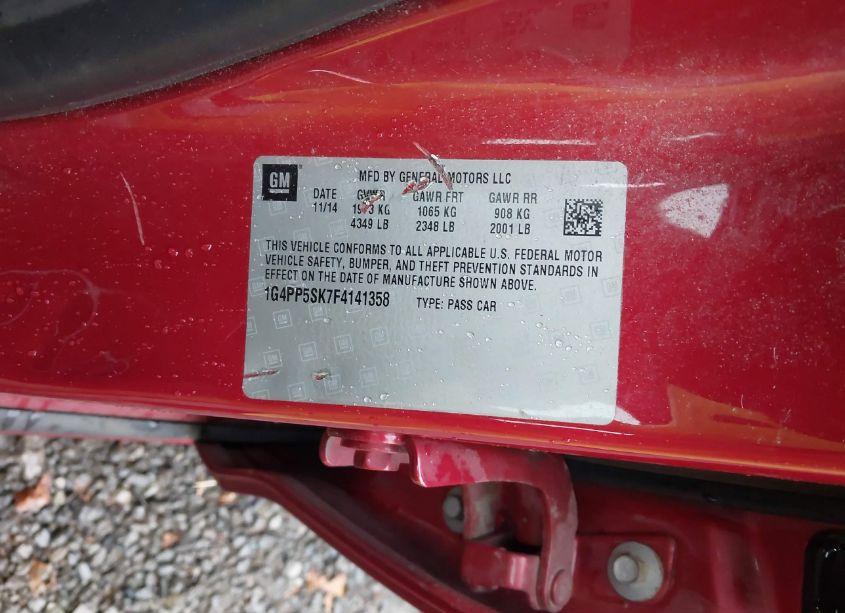 GM
MFD BY GENERAL MOTORS LLC
DATE GVWR GAWR FRT GAWR RR
11/14 1973 KG 1065 KG 908 KG
4349 LB 2348 LB 2001 LB
THIS VEHICLE CONFORMS TO ALL APPLICABLE U.S. FEDERAL MOTOR
VEHICLE SAFETY, BUMPER, AND THEFT PREVENTION STANDARDS IN
EFFECT ON THE DATE OF MANUFACTURE SHOWN ABOVE.
1G4PP5SK7F4141358 TYPE: PASS CAR